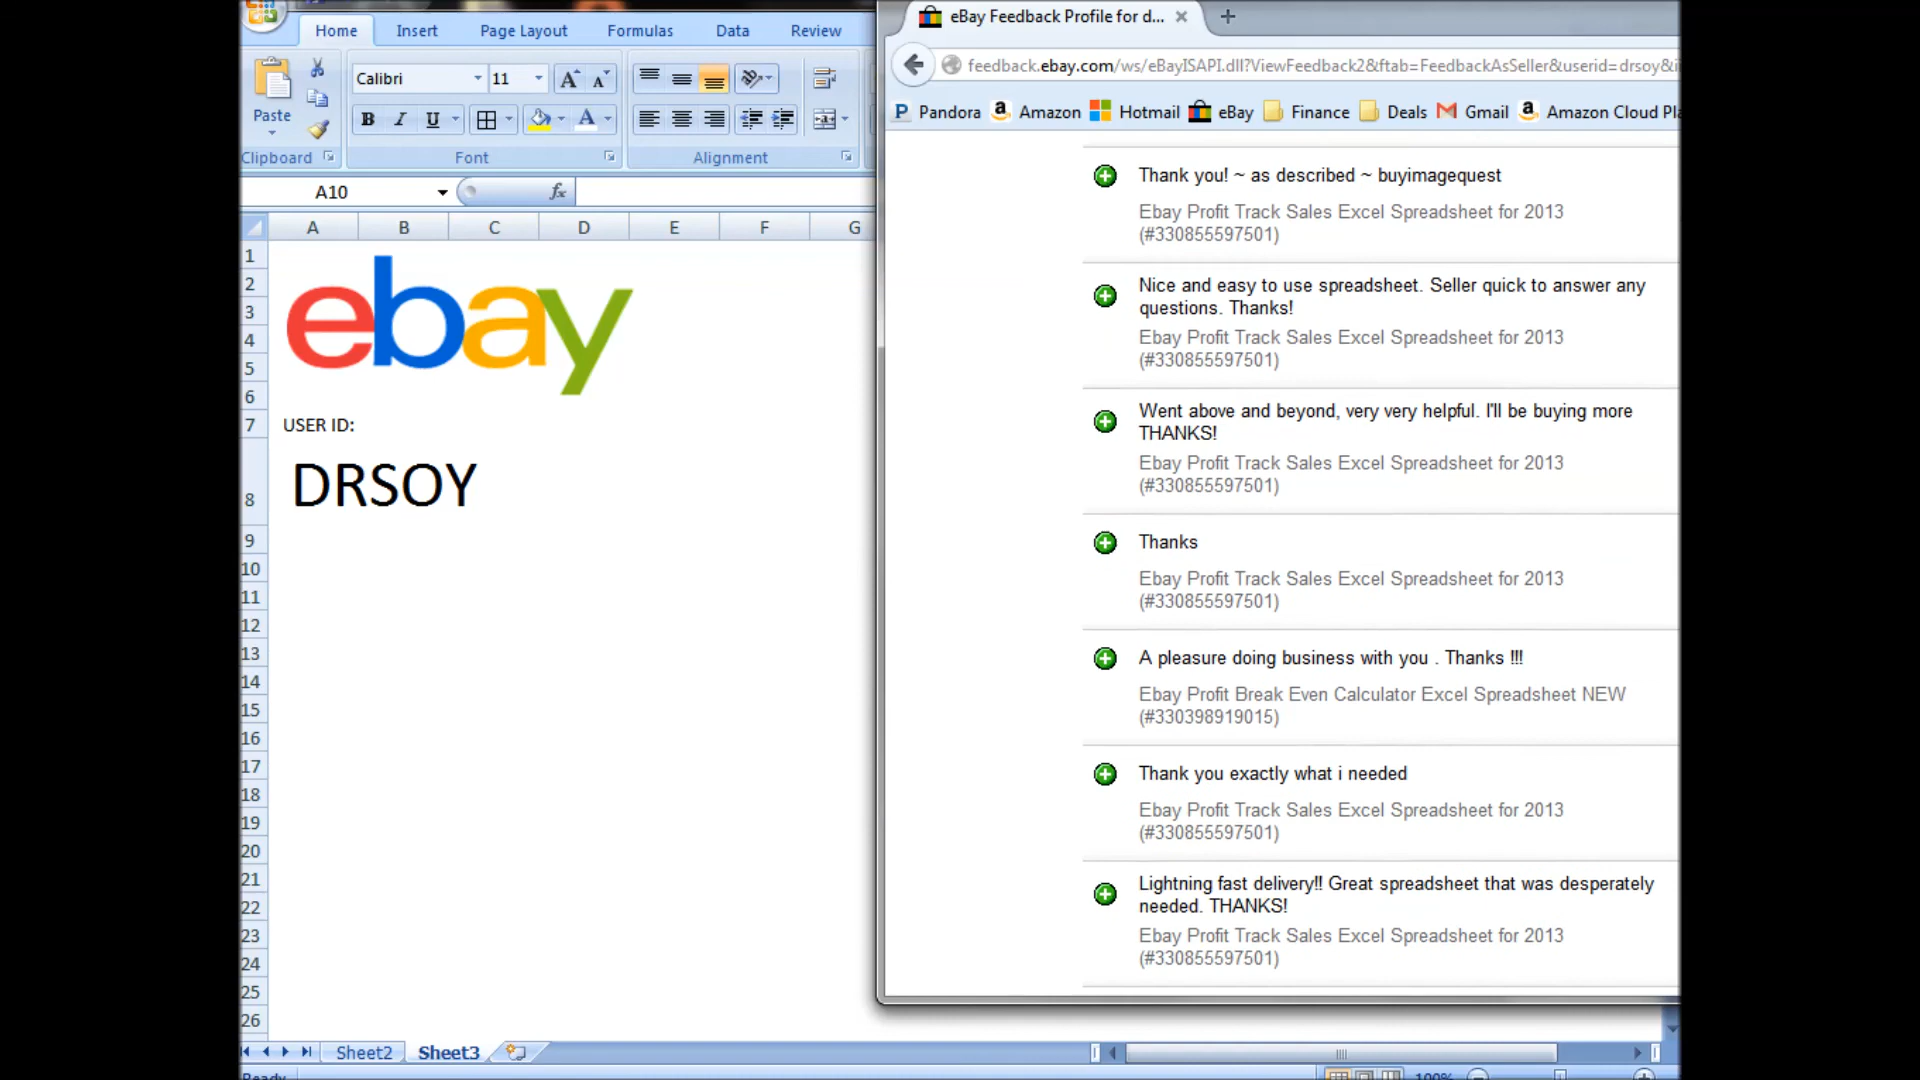 Home Insert Page Layout Formulas Data Review
Paste
Calibri 11
B I U A
Clipboard Font Alignment
A10 fx
A B C D E F G
1
2
3
4
5
6
7
8
9
10
11
12
13
14
15
16
17
18
19
20
21
22
23
24
25
26
ebay
USER ID:
DRSOY
Sheet2 Sheet3
100%
eBay Feedback Profile for d...
feedback.ebay.com/ws/eBayISAPI.dll?ViewFeedback2&ftab=FeedbackAsSeller&userid=drsoy&i
Pandora Amazon Hotmail eBay Finance Deals Gmail Amazon Cloud Pla
Thank you! ~ as described ~ buyimagequest
Ebay Profit Track Sales Excel Spreadsheet for 2013
(#330855597501)
Nice and easy to use spreadsheet. Seller quick to answer any
questions. Thanks!
Ebay Profit Track Sales Excel Spreadsheet for 2013
(#330855597501)
Went above and beyond, very very helpful. I'll be buying more
THANKS!
Ebay Profit Track Sales Excel Spreadsheet for 2013
(#330855597501)
Thanks
Ebay Profit Track Sales Excel Spreadsheet for 2013
(#330855597501)
A pleasure doing business with you . Thanks !!!
Ebay Profit Break Even Calculator Excel Spreadsheet NEW
(#330398919015)
Thank you exactly what i needed
Ebay Profit Track Sales Excel Spreadsheet for 2013
(#330855597501)
Lightning fast delivery!! Great spreadsheet that was desperately
needed. THANKS!
Ebay Profit Track Sales Excel Spreadsheet for 2013
(#330855597501)